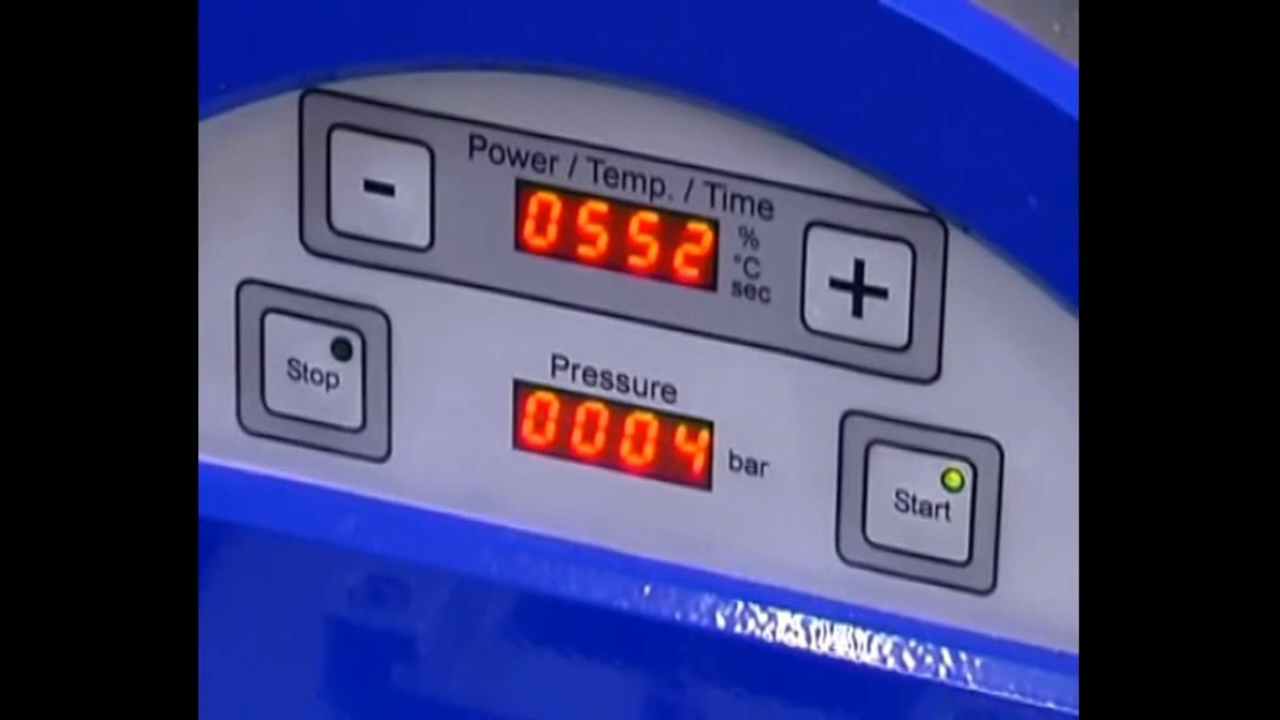 Power / Temp. / Time
-
0552
%
°C
sec
+
Stop
Pressure
0004 bar
Start